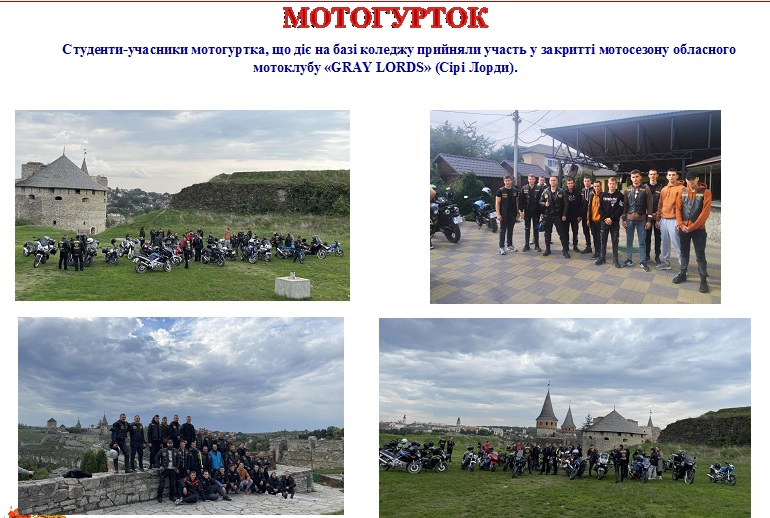 МОТОГУРТОК
Студенти-учасники мотогуртка, що діє на базі коледжу прийняли участь у закритті мотосезону обласного
мотоклубу «GRAY LORDS» (Сірі Лорди).